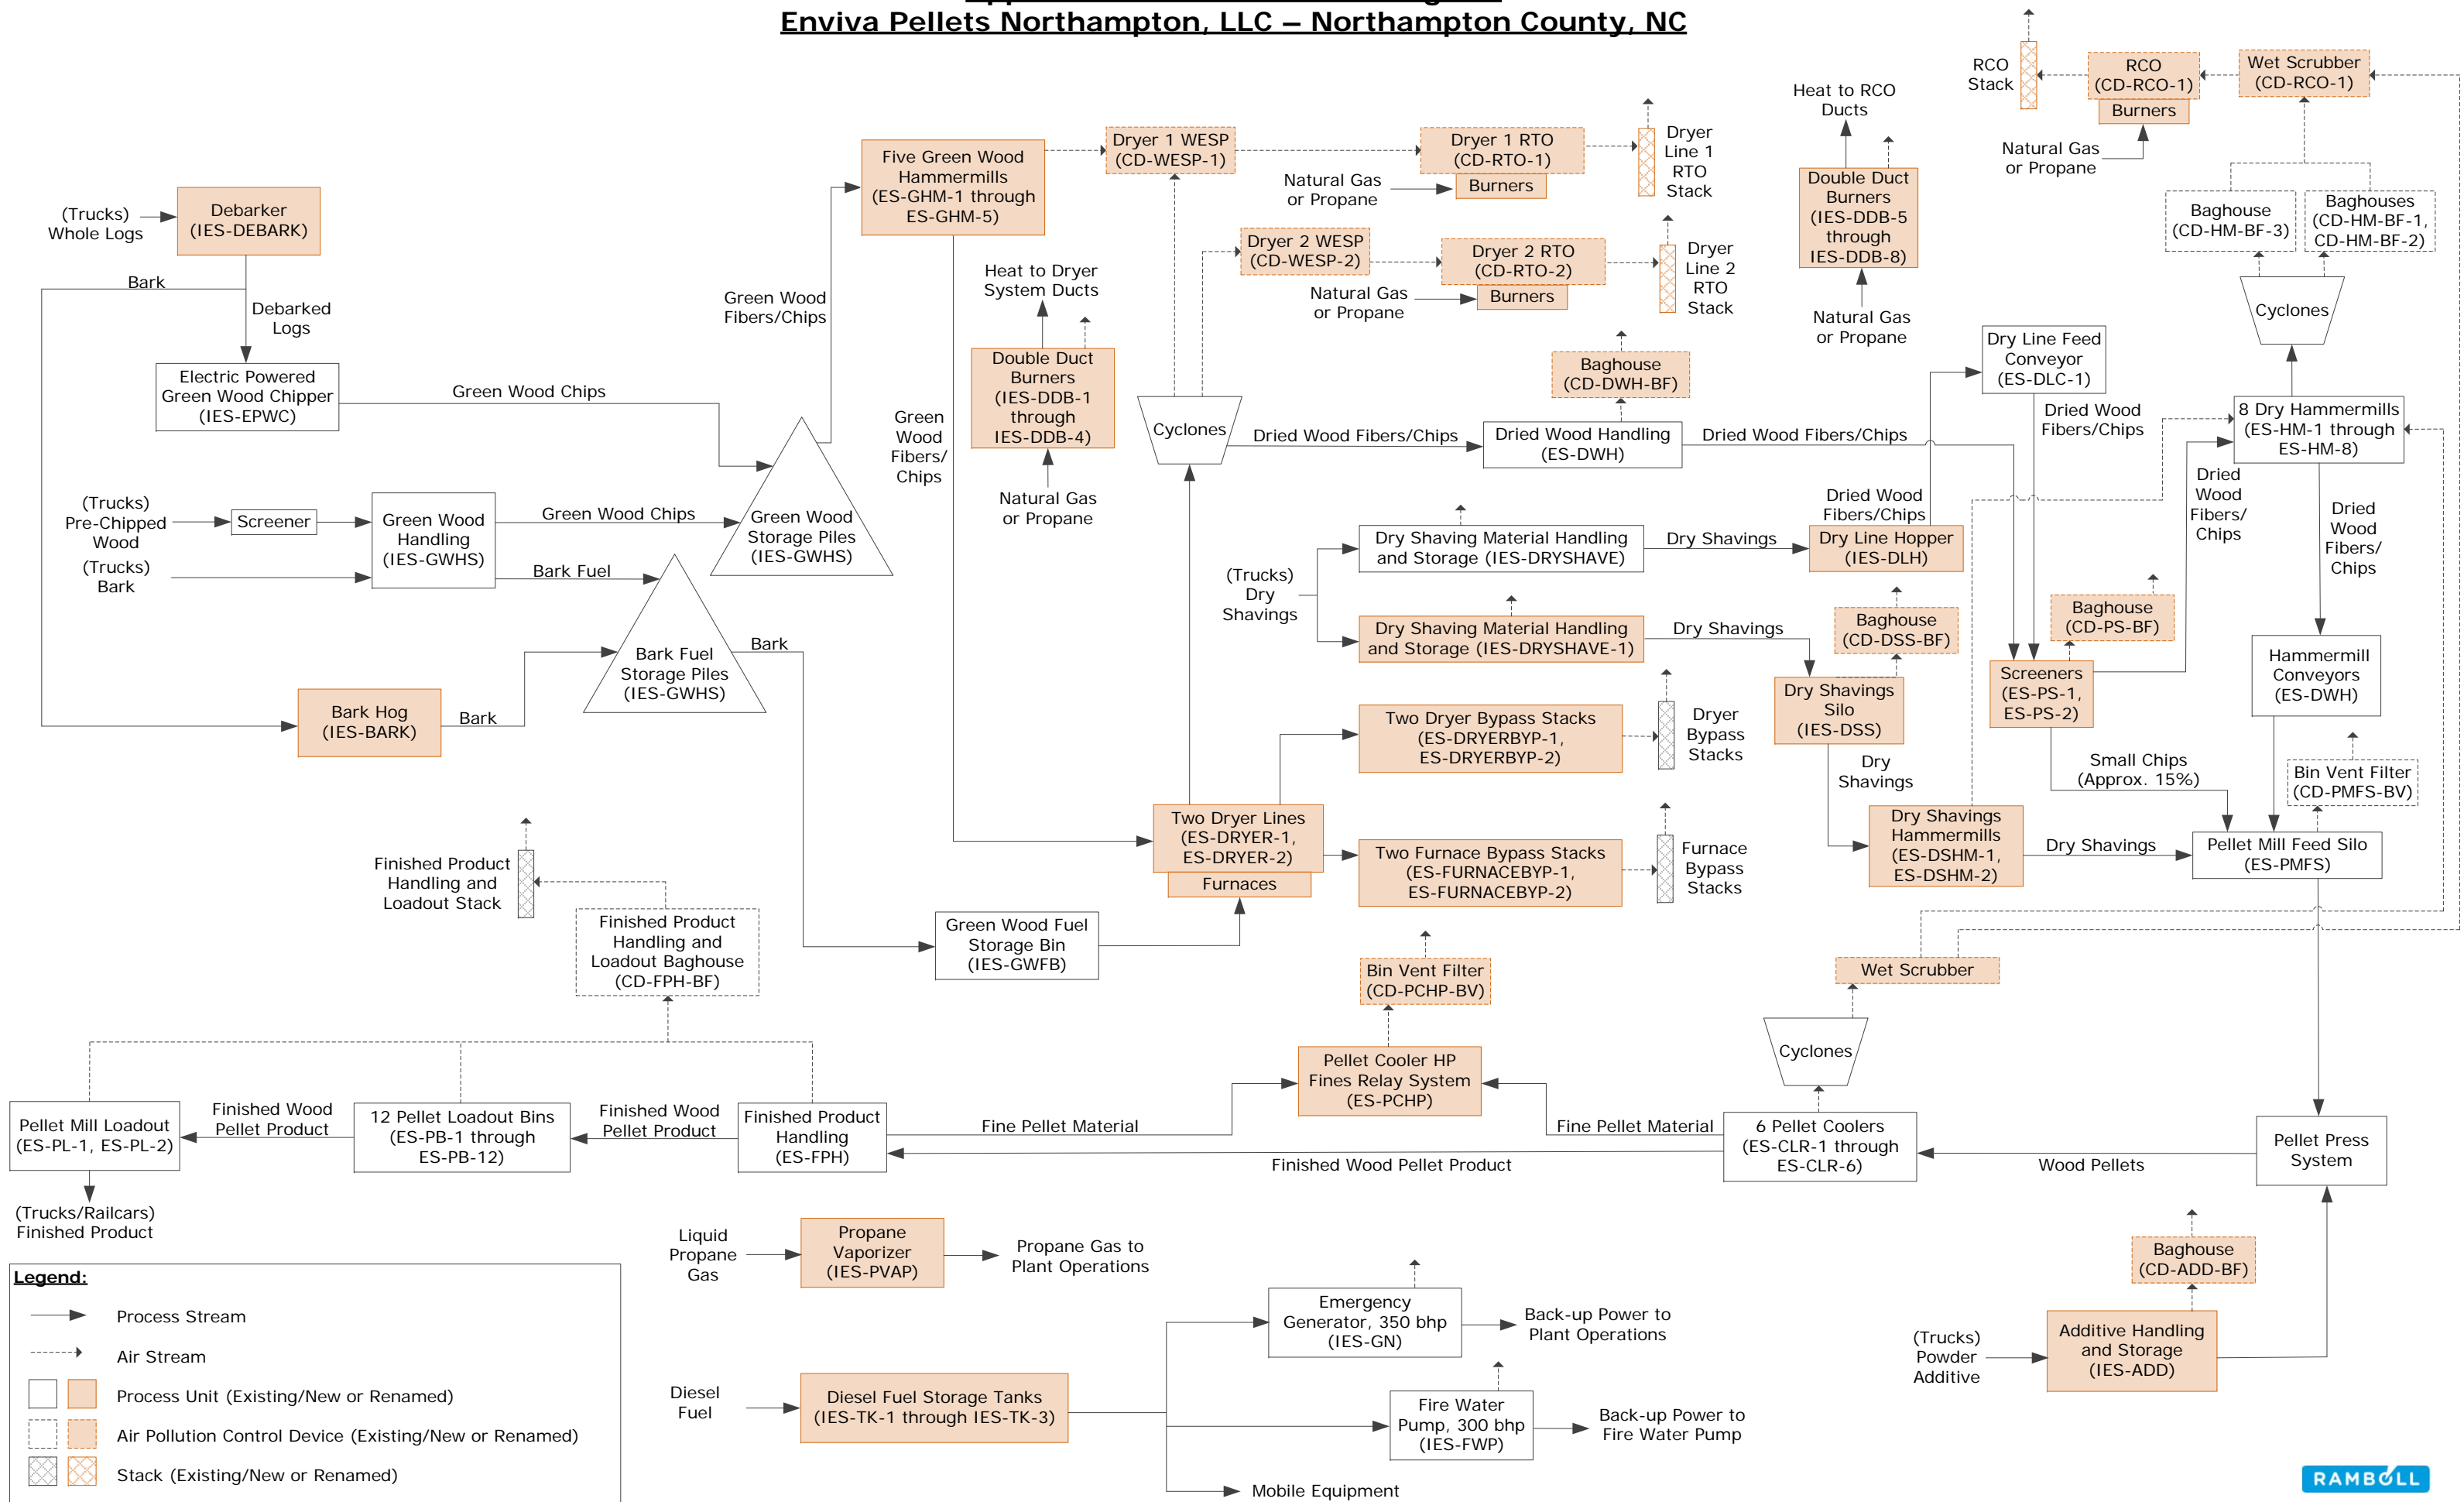 Enviva Pellets Northampton, LLC – Northampton County, NC
RCO
Stack
RCO
(CD-RCO-1)
Burners
Wet Scrubber
(CD-RCO-1)
Natural Gas
or Propane
Heat to RCO
Ducts
Double Duct
Burners
(IES-DDB-5
through
IES-DDB-8)
Natural Gas
or Propane
Baghouse
(CD-HM-BF-3)
Baghouses
(CD-HM-BF-1,
CD-HM-BF-2)
Cyclones
Five Green Wood
Hammermills
(ES-GHM-1 through
ES-GHM-5)
Dryer 1 WESP
(CD-WESP-1)
Dryer 1 RTO
(CD-RTO-1)
Burners
Natural Gas
or Propane
Dryer
Line 1
RTO
Stack
Dryer 2 WESP
(CD-WESP-2)
Dryer 2 RTO
(CD-RTO-2)
Burners
Natural Gas
or Propane
Dryer
Line 2
RTO
Stack
(Trucks)
Whole Logs
Debarker
(IES-DEBARK)
Bark
Debarked
Logs
Electric Powered
Green Wood Chipper
(IES-EPWC)
Green Wood Chips
Green Wood
Fibers/Chips
Heat to Dryer
System Ducts
Double Duct
Burners
(IES-DDB-1
through
IES-DDB-4)
Natural Gas
or Propane
Green
Wood
Fibers/
Chips
Cyclones
Baghouse
(CD-DWH-BF)
Dried Wood Fibers/Chips
Dried Wood Handling
(ES-DWH)
Dried Wood Fibers/Chips
Dry Line Feed
Conveyor
(ES-DLC-1)
Dried Wood
Fibers/Chips
8 Dry Hammermills
(ES-HM-1 through
ES-HM-8)
Dried
Wood
Fibers/
Chips
Dried
Wood
Fibers/
Chips
(Trucks)
Pre-Chipped
Wood
Screener
Green Wood
Handling
(IES-GWHS)
Green Wood Chips
Green Wood
Storage Piles
(IES-GWHS)
(Trucks)
Bark
Bark Fuel
Bark Fuel
Storage Piles
(IES-GWHS)
Bark
Bark Hog
(IES-BARK)
Bark
(Trucks)
Dry
Shavings
Dry Shaving Material Handling
and Storage (IES-DRYSHAVE)
Dry Shavings
Dried Wood
Fibers/Chips
Dry Line Hopper
(IES-DLH)
Dry Shaving Material Handling
and Storage (IES-DRYSHAVE-1)
Dry Shavings
Baghouse
(CD-DSS-BF)
Dry Shavings
Silo
(IES-DSS)
Dry
Shavings
Baghouse
(CD-PS-BF)
Screeners
(ES-PS-1,
ES-PS-2)
Small Chips
(Approx. 15%)
Hammermill
Conveyors
(ES-DWH)
Bin Vent Filter
(CD-PMFS-BV)
Two Dryer Bypass Stacks
(ES-DRYERBYP-1,
ES-DRYERBYP-2)
Dryer
Bypass
Stacks
Two Dryer Lines
(ES-DRYER-1,
ES-DRYER-2)
Furnaces
Two Furnace Bypass Stacks
(ES-FURNACEBYP-1,
ES-FURNACEBYP-2)
Furnace
Bypass
Stacks
Dry Shavings
Hammermills
(ES-DSHM-1,
ES-DSHM-2)
Dry Shavings
Pellet Mill Feed Silo
(ES-PMFS)
Finished Product
Handling and
Loadout Stack
Finished Product
Handling and
Loadout Baghouse
(CD-FPH-BF)
Green Wood Fuel
Storage Bin
(IES-GWFB)
Bin Vent Filter
(CD-PCHP-BV)
Wet Scrubber
Cyclones
Pellet Cooler HP
Fines Relay System
(ES-PCHP)
Pellet Mill Loadout
(ES-PL-1, ES-PL-2)
Finished Wood
Pellet Product
12 Pellet Loadout Bins
(ES-PB-1 through
ES-PB-12)
Finished Wood
Pellet Product
Finished Product
Handling
(ES-FPH)
Fine Pellet Material
Fine Pellet Material
Finished Wood Pellet Product
6 Pellet Coolers
(ES-CLR-1 through
ES-CLR-6)
Wood Pellets
Pellet Press
System
(Trucks/Railcars)
Finished Product
Liquid
Propane
Gas
Propane
Vaporizer
(IES-PVAP)
Propane Gas to
Plant Operations
Diesel
Fuel
Diesel Fuel Storage Tanks
(IES-TK-1 through IES-TK-3)
Emergency
Generator, 350 bhp
(IES-GN)
Back-up Power to
Plant Operations
Fire Water
Pump, 300 bhp
(IES-FWP)
Back-up Power to
Fire Water Pump
Mobile Equipment
Baghouse
(CD-ADD-BF)
(Trucks)
Powder
Additive
Additive Handling
and Storage
(IES-ADD)
Legend:
Process Stream
Air Stream
Process Unit (Existing/New or Renamed)
Air Pollution Control Device (Existing/New or Renamed)
Stack (Existing/New or Renamed)
RAMBOLL